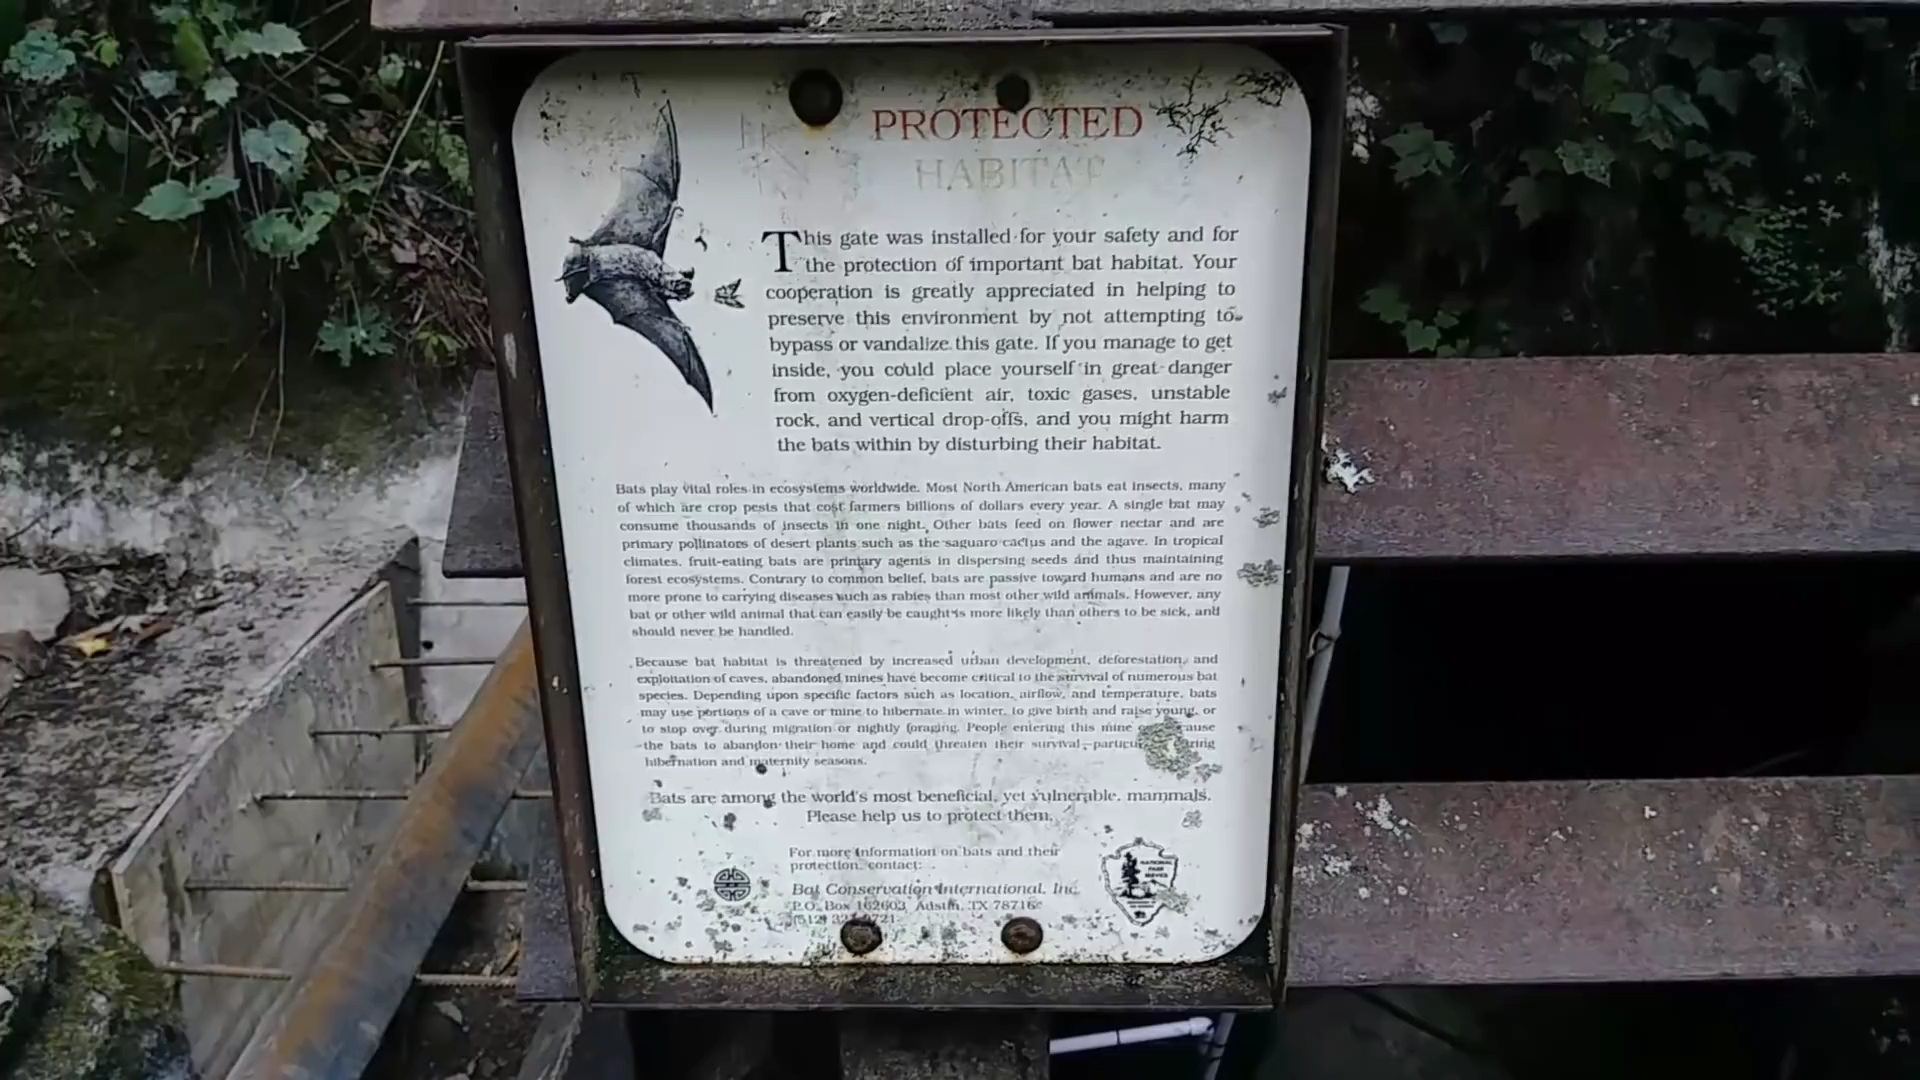 PROTECTED
HABITAT
This gate was installed for your safety and for
the protection of important bat habitat. Your
cooperation is greatly appreciated in helping to
preserve this environment by not attempting to
bypass or vandalize this gate. If you manage to get
inside, you could place yourself in great danger
from oxygen-deficient air, toxic gases, unstable
rock, and vertical drop-offs, and you might harm
the bats within by disturbing their habitat.
Bats play vital roles in ecosystems worldwide. Most North American bats eat insects, many
of which are crop pests that cost farmers billions of dollars every year. A single bat may
consume thousands of insects in one night. Other bats feed on flower nectar and are
primary pollinators of desert plants such as the saguaro cactus and the agave. In tropical
climates, fruit-eating bats are primary agents in dispersing seeds and thus maintaining
forest ecosystems. Contrary to common belief, bats are passive toward humans and are no
more prone to carrying diseases such as rabies than most other wild animals. However, any
bat or other wild animal that can easily be caught is more likely than others to be sick, and
should never be handled.
Because bat habitat is threatened by increased urban development, deforestation, and
exploitation of caves, abandoned mines have become critical to the survival of numerous bat
species. Depending upon specific factors such as location, airflow, and temperature, bats
may use portions of a cave or mine to hibernate in winter, to give birth and raise young, or
to stop over during migration or nightly foraging. People entering this mine
the bats to abandon their home and could threaten their survival,
hibernation and maternity seasons.
Bats are among the world's most beneficial, yet vulnerable, mammals.
Please help us to protect them.
For more information on bats and their
protection, contact:
Bat Conservation International, Inc.
P.O. Box 162603, Austin, TX 78716
(512)
NATIONAL
PARK
SERVICE